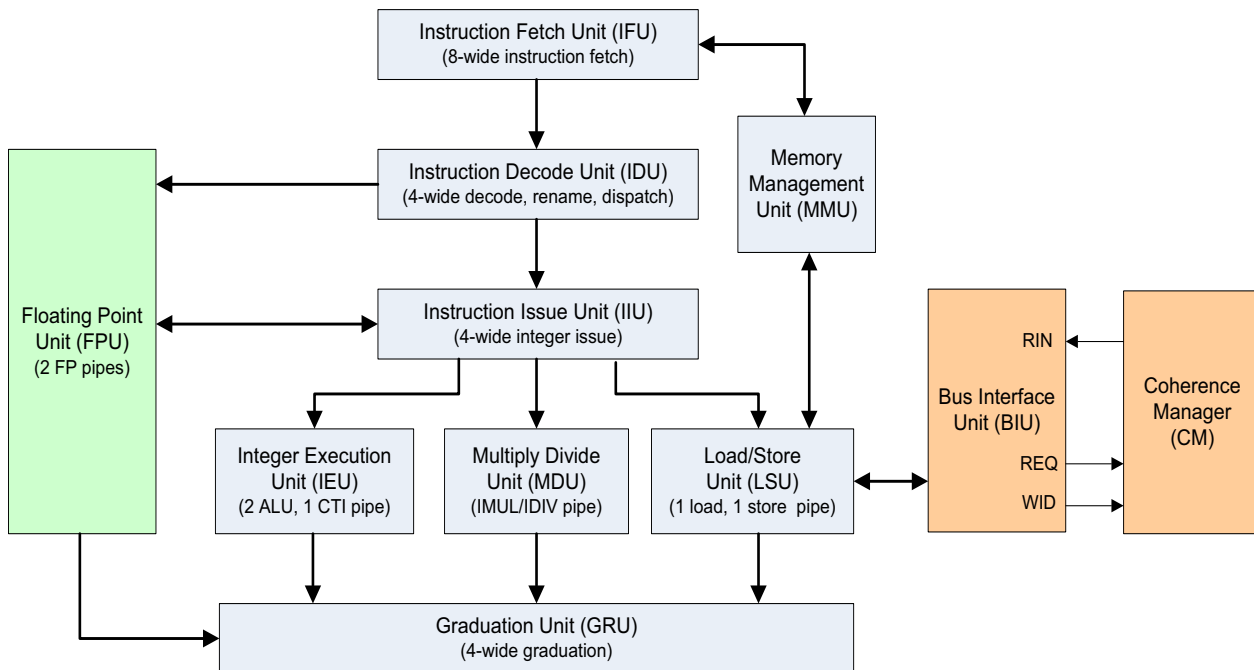 Instruction Fetch Unit (IFU)
(8-wide instruction fetch)
Instruction Decode Unit (IDU)
(4-wide decode, rename, dispatch)
Memory
Management
Unit (MMU)
Floating Point
Unit (FPU)
(2 FP pipes)
Instruction Issue Unit (IIU)
(4-wide integer issue)
RIN
Bus Interface
Unit (BIU)
REQ
WID
Coherence
Manager
(CM)
Integer Execution
Unit (IEU)
(2 ALU, 1 CTI pipe)
Multiply Divide
Unit (MDU)
(IMUL/IDIV pipe)
Load/Store
Unit (LSU)
(1 load, 1 store pipe)
Graduation Unit (GRU)
(4-wide graduation)